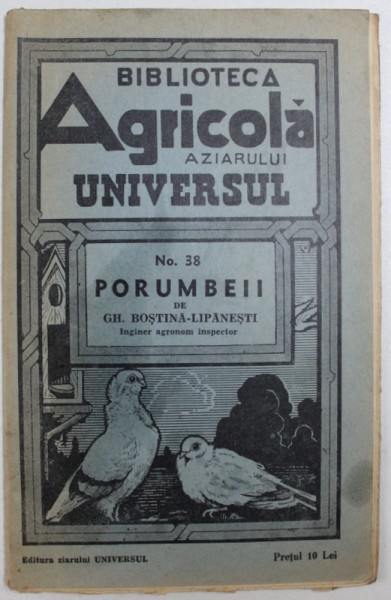 BIBLIOTECA
Agricolă
A ZIARULUI
UNIVERSUL
No. 38
PORUMBEII
DE
GH. BOȘTINĂ-LIPĂNEȘTI
Inginer agronom inspector
Editura ziarului UNIVERSUL
Prețul 10 Lei